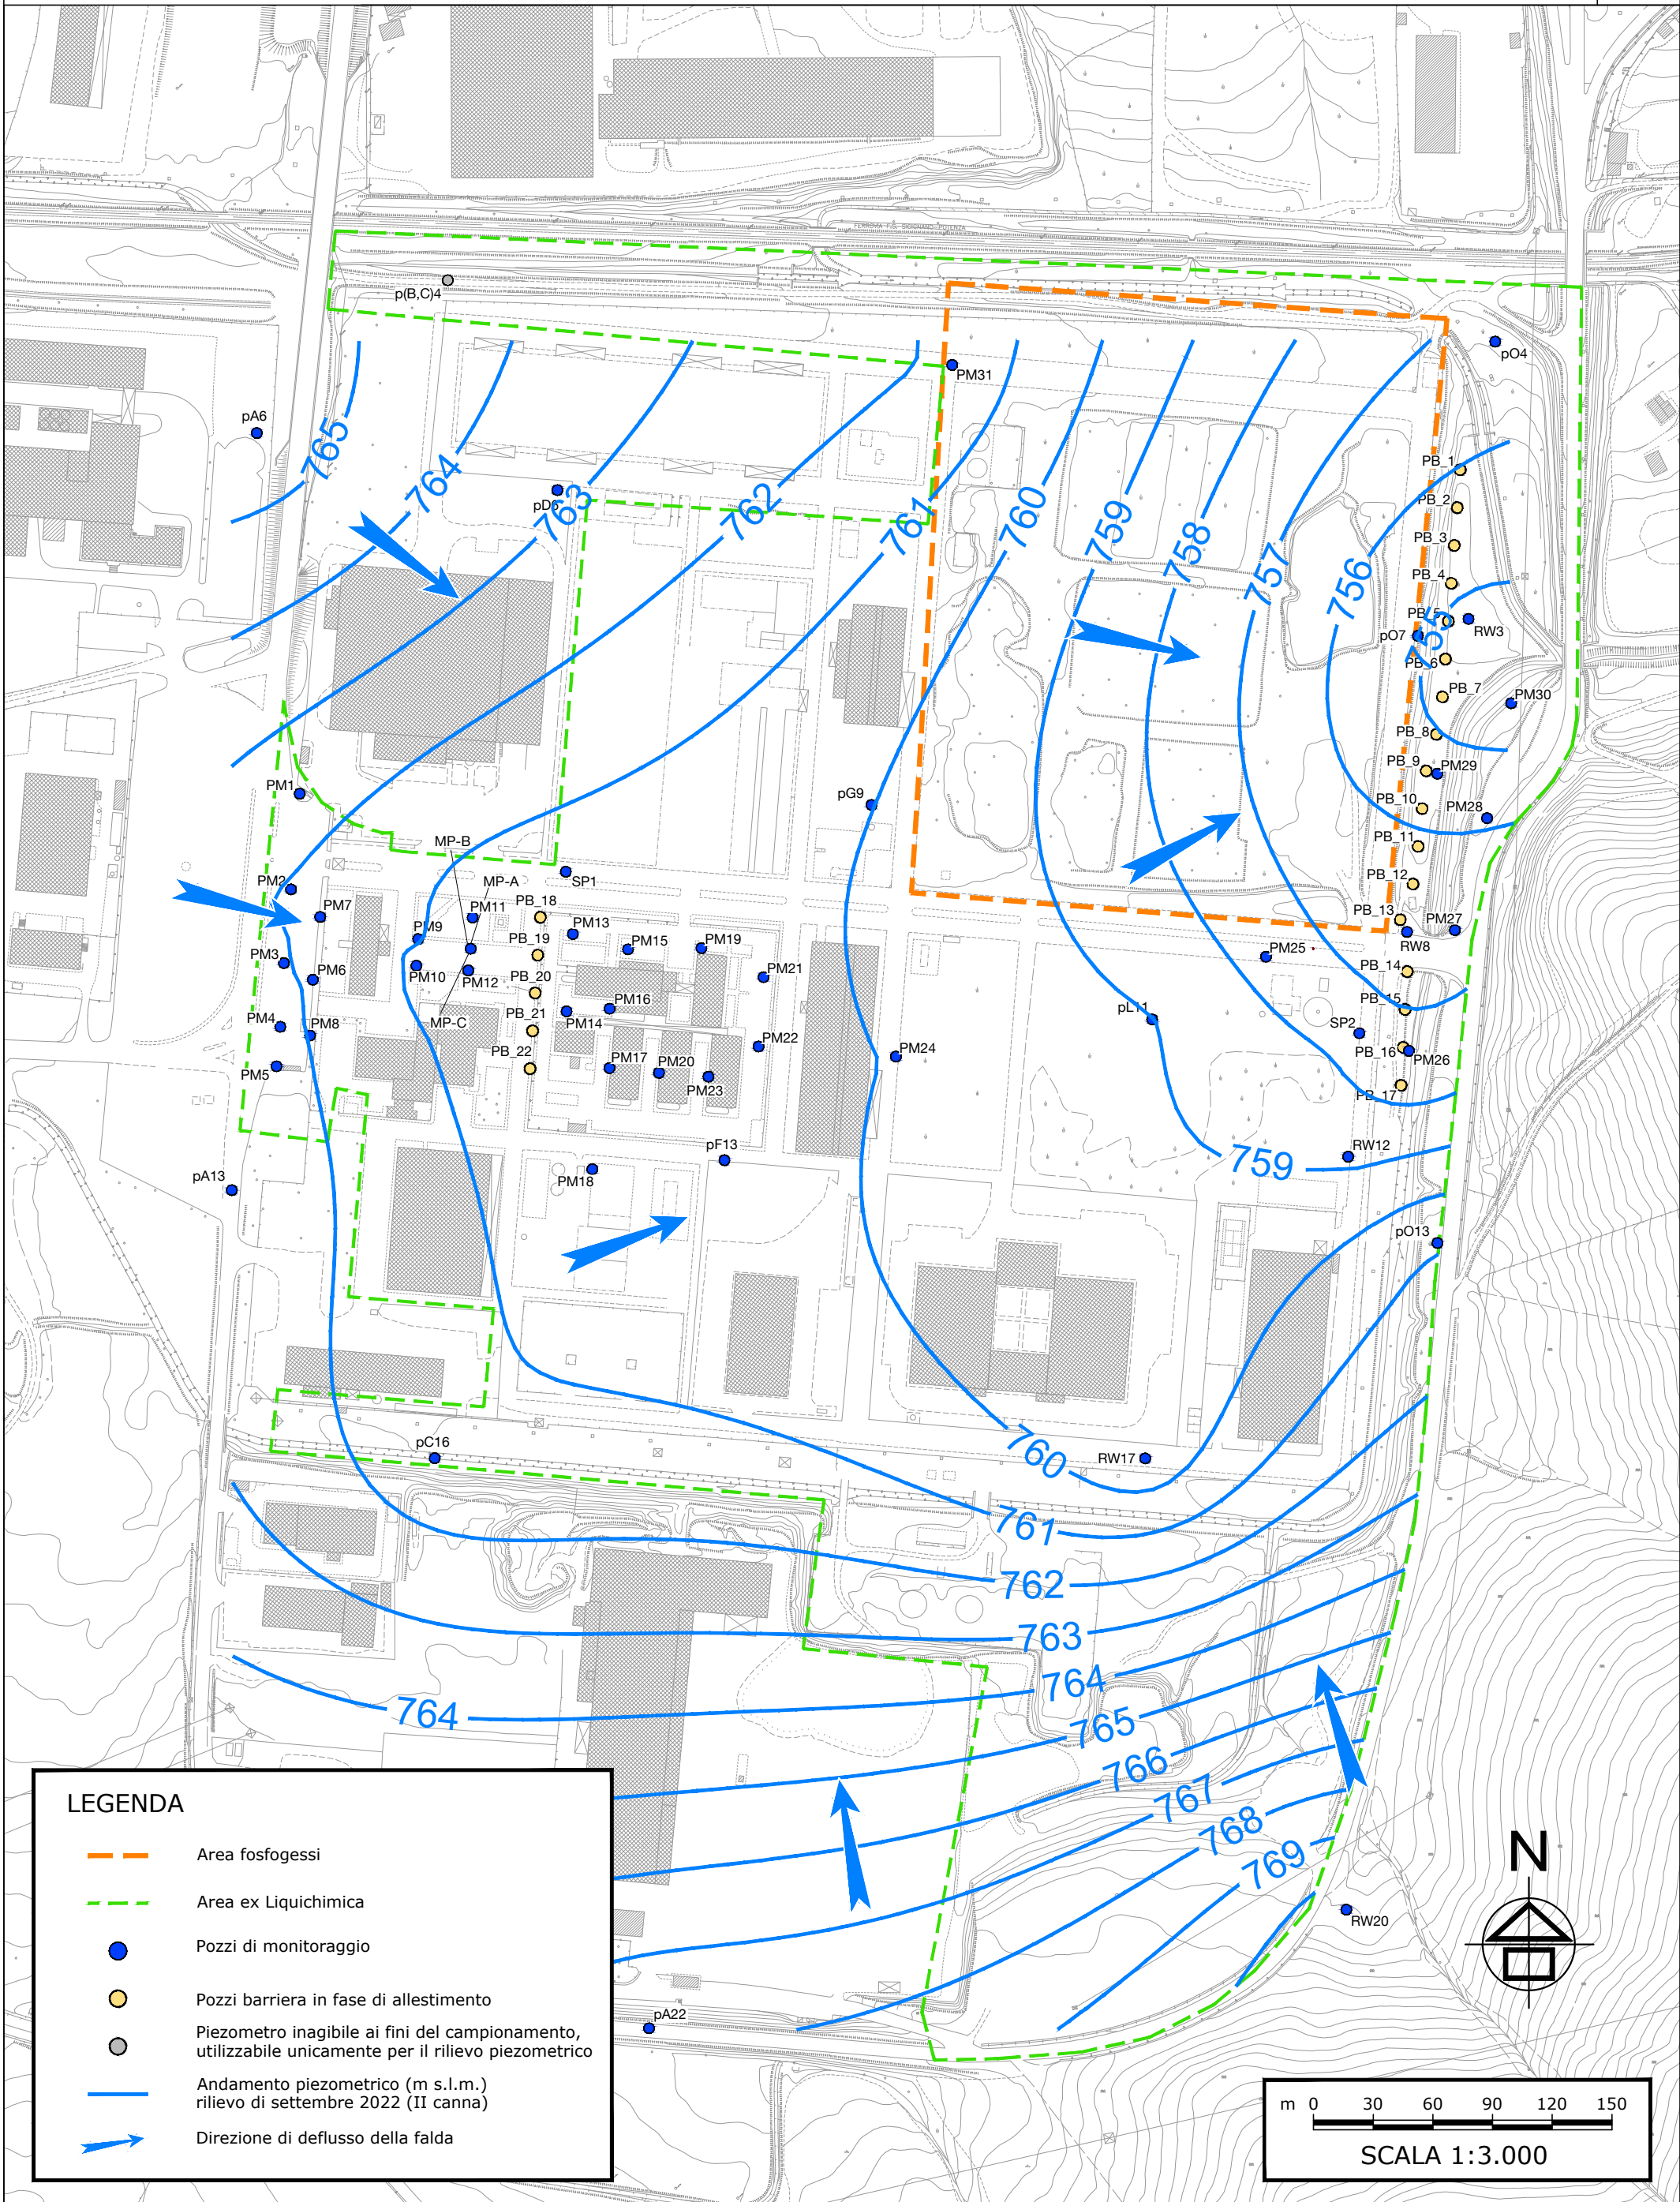 FERROVIA F.S. SICIGNANO-POTENZA
p(B,C)4
pO4
PM31
pA6
765
764
pD6
763
762
761
760
759
758
757
756
755
PB_1
PB_2
PB_3
PB_4
PB_5
RW3
pO7
PB_6
PB_7
PM30
PB_8
PB_9
PM29
PB_10
PM28
PB_11
PB_12
PB_13
PM27
RW8
PM25
PB_14
PB_15
SP2
PB_16
PM26
PB_17
pL11
pG9
PM1
MP-B
MP-A
SP1
PM2
PM7
PM11
PB_18
PM9
PM13
PB_19
PM15
PM19
PM3
PM6
PM10
PM12
PB_20
PM21
PM16
PM4
PM8
MP-C
PB_21
PM14
PM22
PM24
PB_22
PM5
PM17
PM20
PM23
pF13
PM18
pA13
759
RW12
pO13
pC16
760
RW17
761
762
763
764
764
765
766
767
768
769
RW20
pA22
N
LEGENDA
Area fosfogessi
Area ex Liquichimica
Pozzi di monitoraggio
Pozzi barriera in fase di allestimento
Piezometro inagibile ai fini del campionamento,
utilizzabile unicamente per il rilievo piezometrico
Andamento piezometrico (m s.l.m.)
rilievo di settembre 2022 (II canna)
Direzione di deflusso della falda
m 0 30 60 90 120 150
SCALA 1:3.000